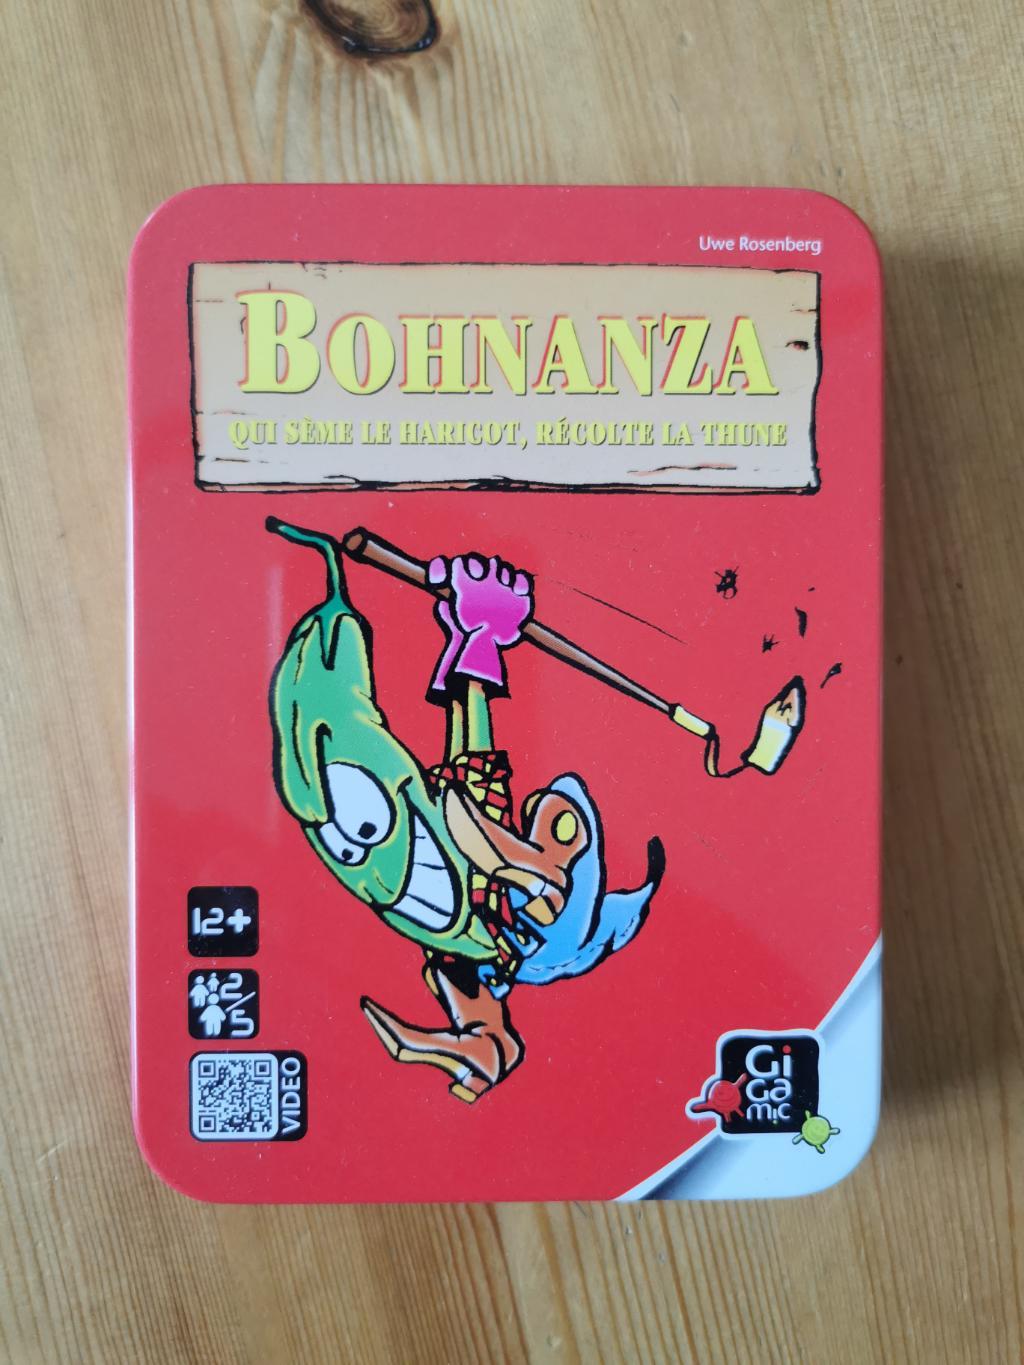 Uwe Rosenberg
BOHNANZA
QUI SÈME LE HARICOT, RÉCOLTE LA THUNE
12+
2/5
VIDEO
GiGamic